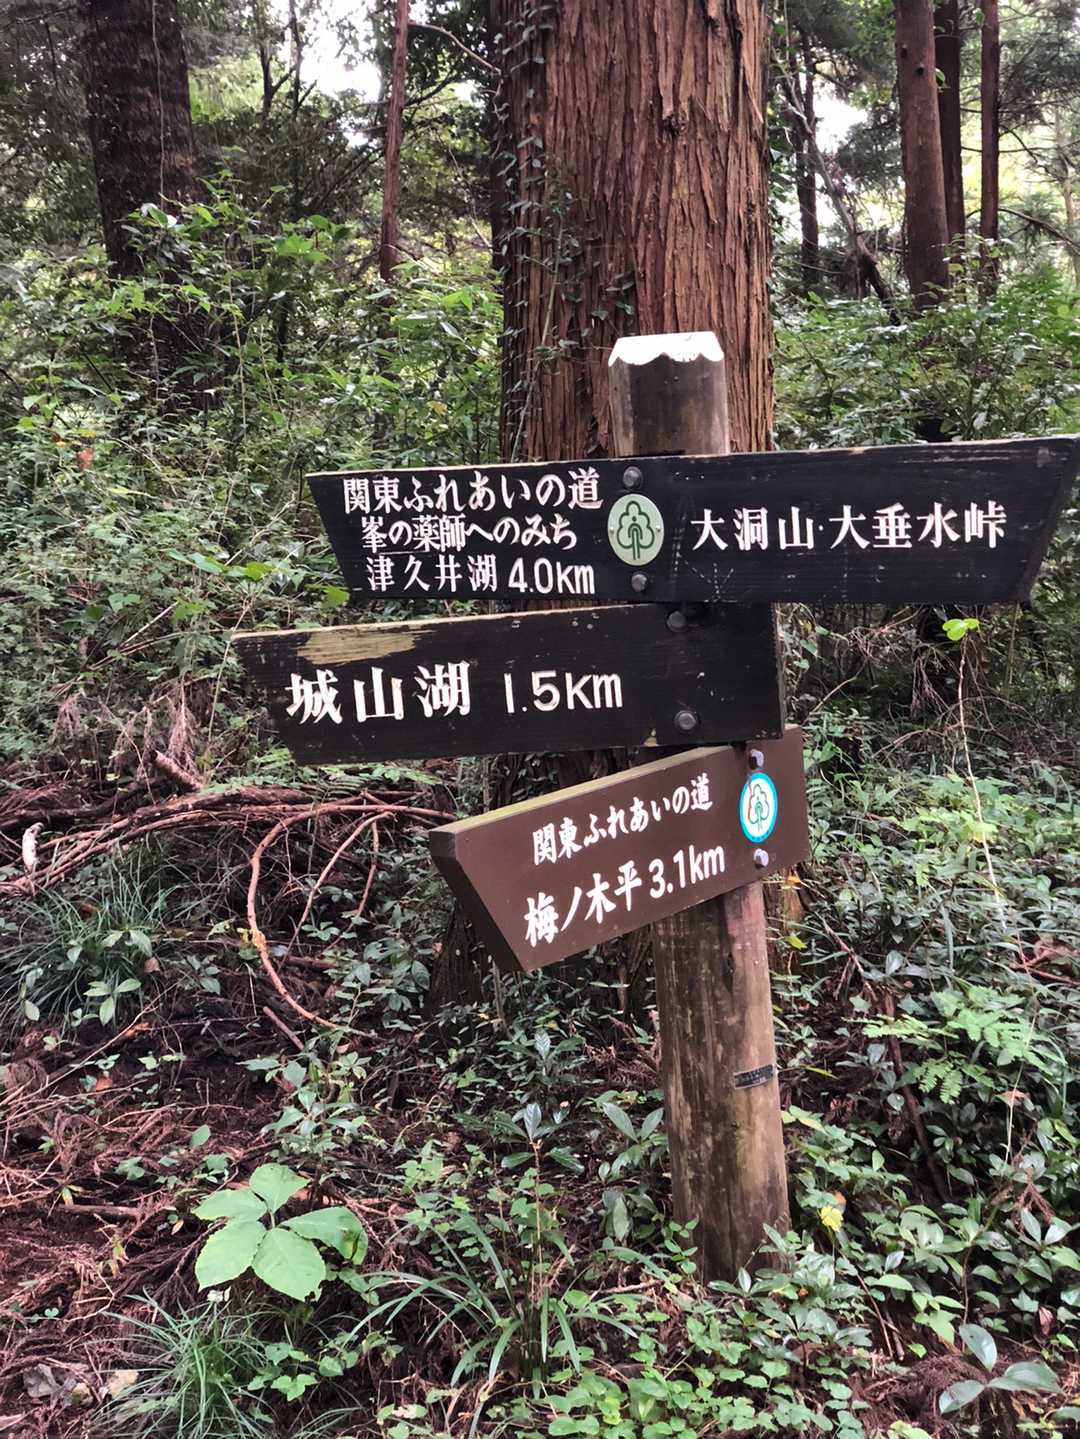 関東ふれあいの道
峯の薬師へのみち
津久井湖 4.0km
大洞山・大垂水峠
城山湖 1.5km
関東ふれあいの道
梅ノ木平 3.1km